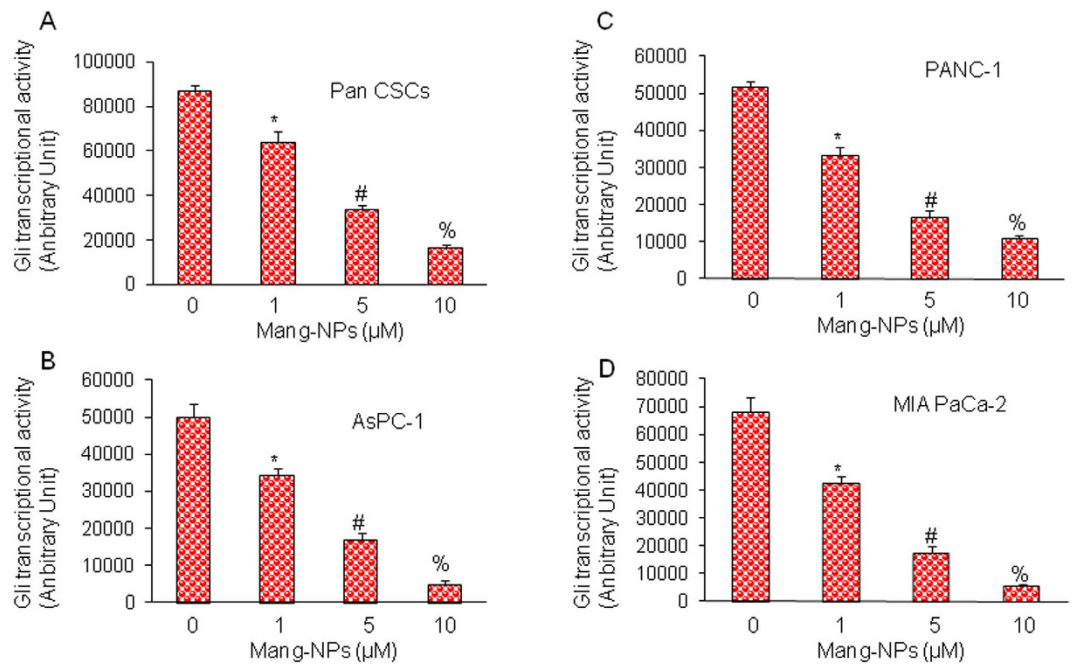 A
Gli transcriptional activity
(Anbitrary Unit)
100000
80000
60000
40000
20000
0
Pan CSCs
*
#
%
0 1 5 10
Mang-NPs (µM)
B
Gli transcriptional activity
(Anbitrary Unit)
60000
50000
40000
30000
20000
10000
0
AsPC-1
*
#
%
0 1 5 10
Mang-NPs (µM)
C
Gli transcriptional activity
(Anbitrary Unit)
60000
50000
40000
30000
20000
10000
0
PANC-1
*
#
%
0 1 5 10
Mang-NPs (µM)
D
Gli transcriptional activity
(Anbitrary Unit)
80000
70000
60000
50000
40000
30000
20000
10000
0
MIA PaCa-2
*
#
%
0 1 5 10
Mang-NPs (µM)